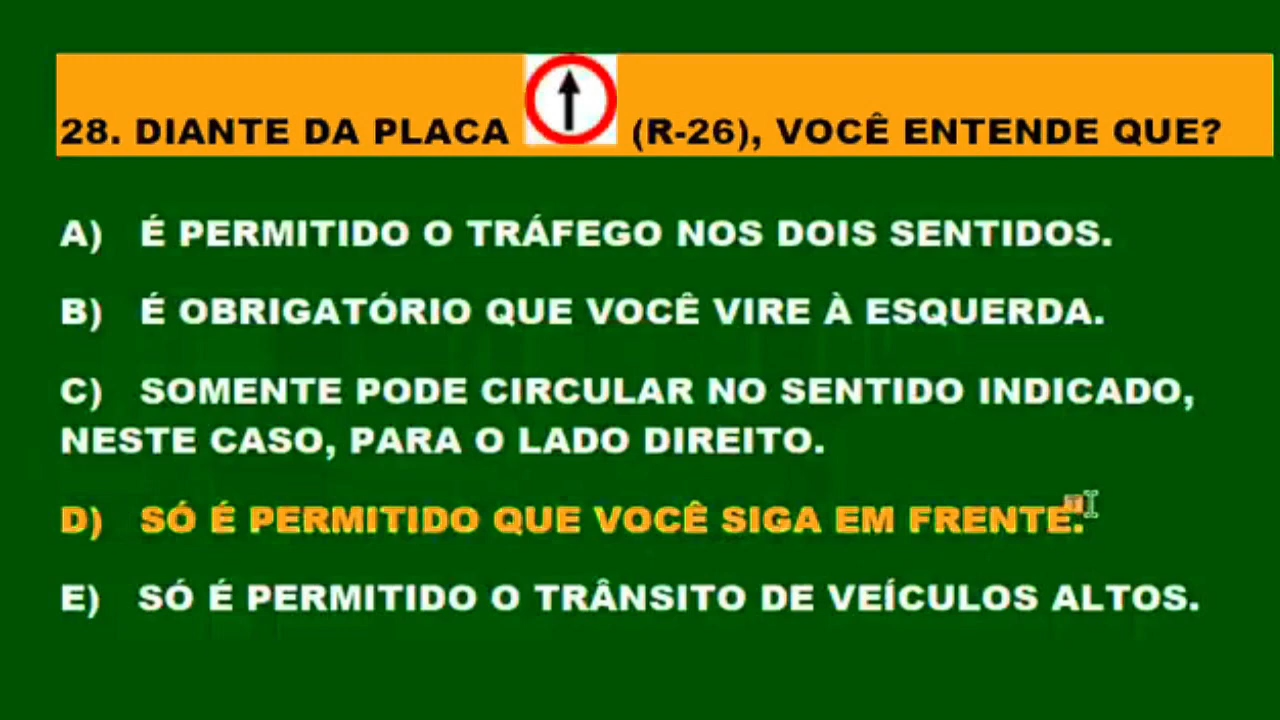 28. DIANTE DA PLACA (R-26), VOCÊ ENTENDE QUE?
A) É PERMITIDO O TRÁFEGO NOS DOIS SENTIDOS.
B) É OBRIGATÓRIO QUE VOCÊ VIRE À ESQUERDA.
C) SOMENTE PODE CIRCULAR NO SENTIDO INDICADO,
NESTE CASO, PARA O LADO DIREITO.
D) SÓ É PERMITIDO QUE VOCÊ SIGA EM FRENTE.
E) SÓ É PERMITIDO O TRÂNSITO DE VEÍCULOS ALTOS.